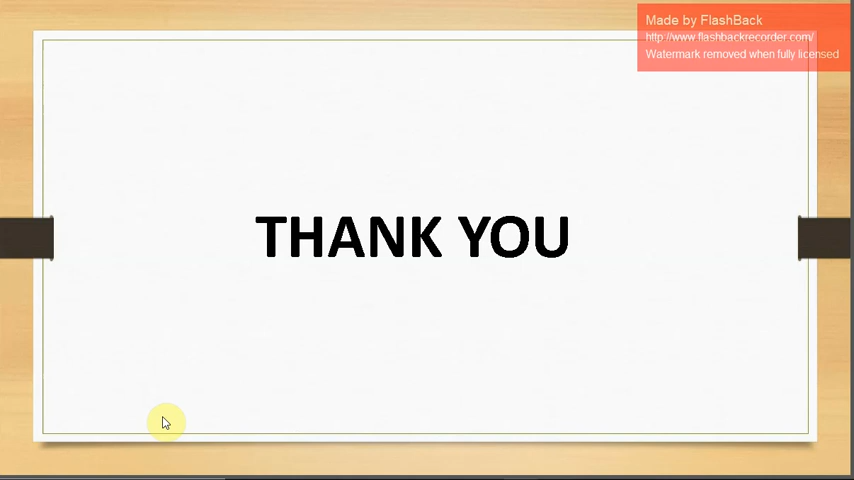 Made by FlashBack
http://www.flashbackrecorder.com/
Watermark removed when fully licensed
THANK YOU